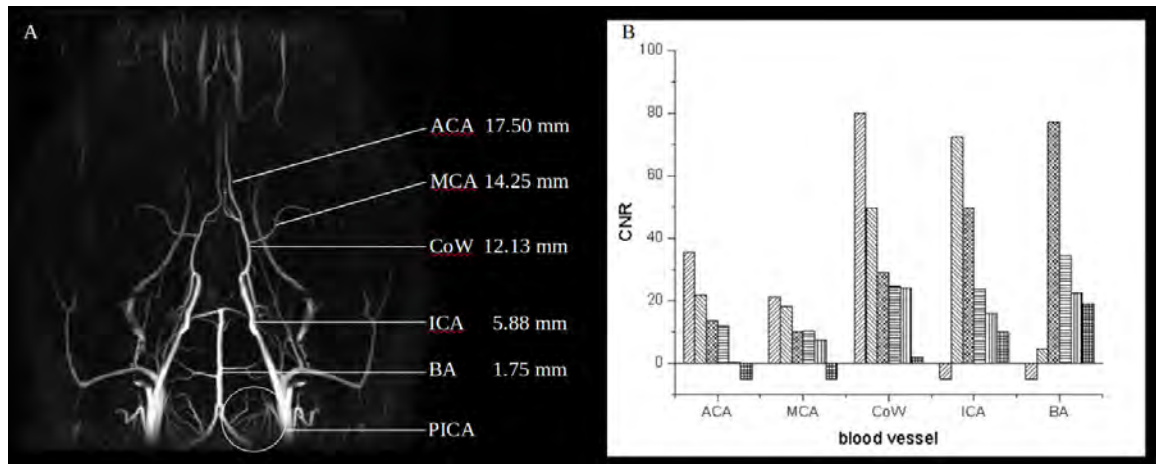 A
ACA 17.50 mm
MCA 14.25 mm
CoW 12.13 mm
ICA 5.88 mm
BA 1.75 mm
PICA
B
100
80
60
40
20
0
CNR
ACA MCA CoW ICA BA
blood vessel